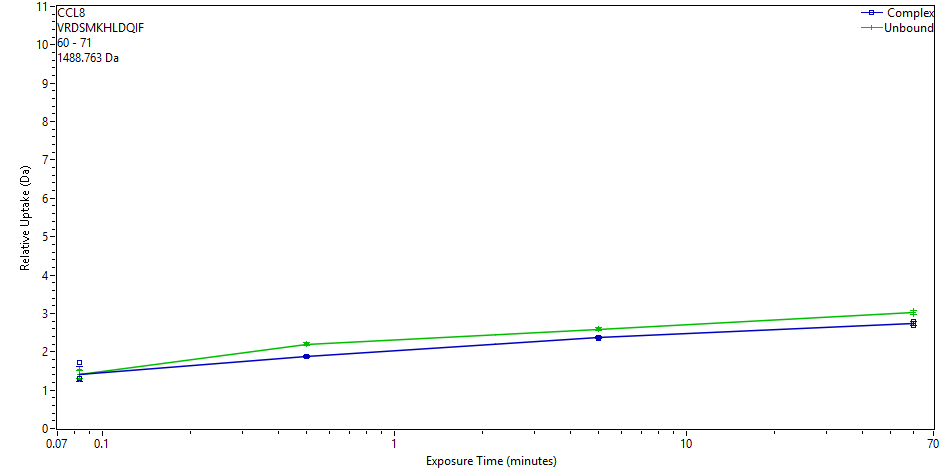 CCL8
VRDSMKHLDQIF
60 - 71
1488.763 Da
Complex
Unbound
Relative Uptake (Da)
11
10
9
8
7
6
5
4
3
2
1
0
0.07 0.1 1 10 70
Exposure Time (minutes)